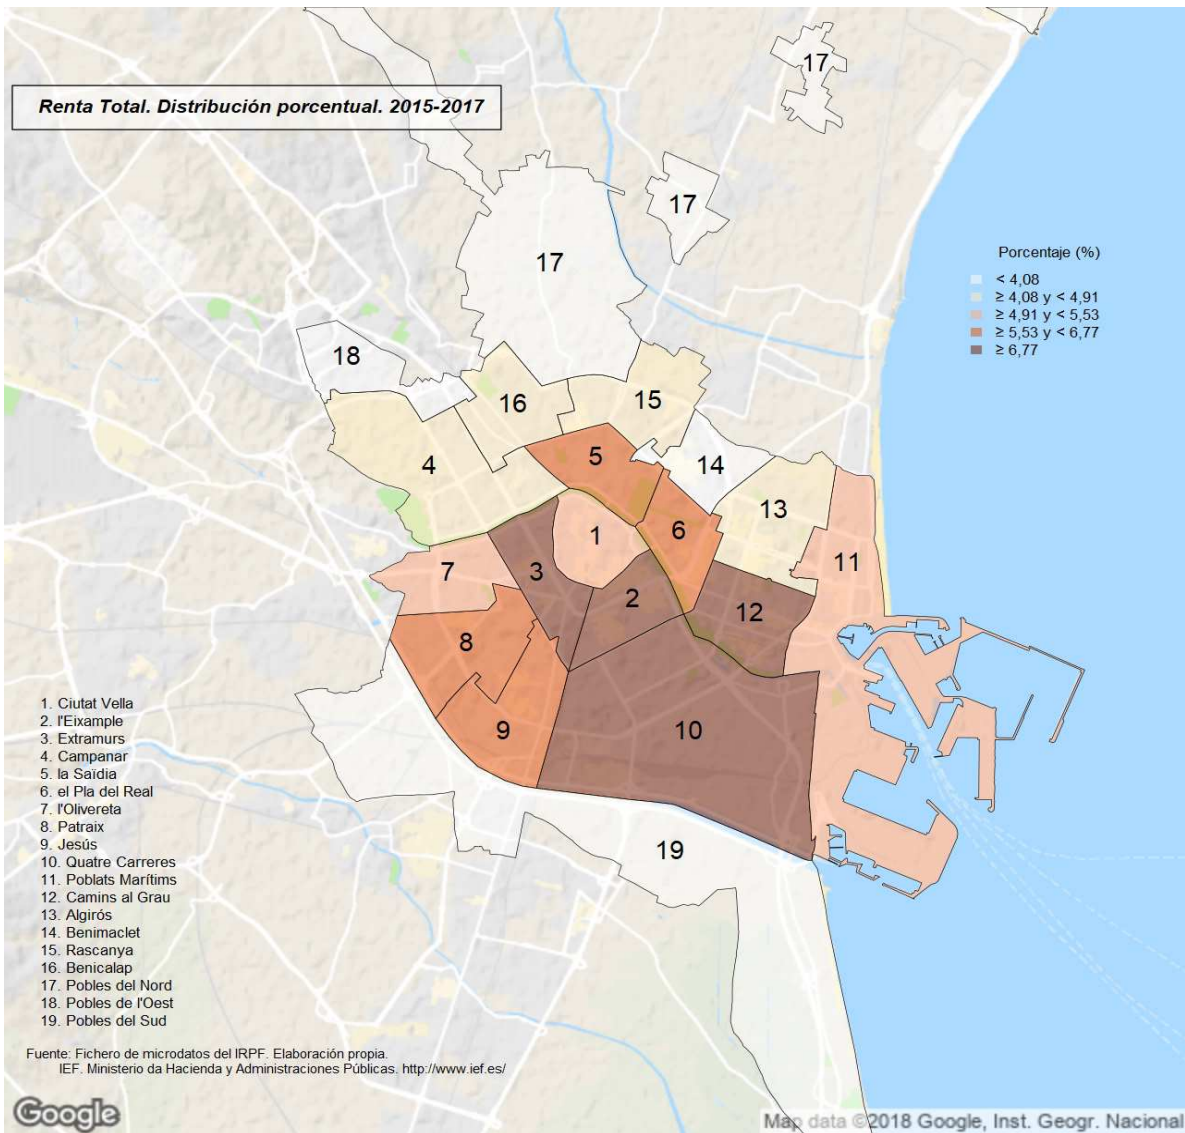 Renta Total. Distribución porcentual. 2015-2017
17
17
17
Porcentaje (%)
< 4,08
≥ 4,08 y < 4,91
≥ 4,91 y < 5,53
≥ 5,53 y < 6,77
≥ 6,77
18
16
15
4
5
14
13
1
6
11
7
3
2
12
8
9
10
19
1. Ciutat Vella
2. l'Eixample
3. Extramurs
4. Campanar
5. la Saïdia
6. el Pla del Real
7. l'Olivereta
8. Patraix
9. Jesús
10. Quatre Carreres
11. Poblats Marítims
12. Camins al Grau
13. Algirós
14. Benimaclet
15. Rascanya
16. Benicalap
17. Pobles del Nord
18. Pobles de l'Oest
19. Pobles del Sud
Fuente: Fichero de microdatos del IRPF. Elaboración propia.
IEF. Ministerio da Hacienda y Administraciones Públicas. http://www.ief.es/
Google
Map data ©2018 Google, Inst. Geogr. Nacional